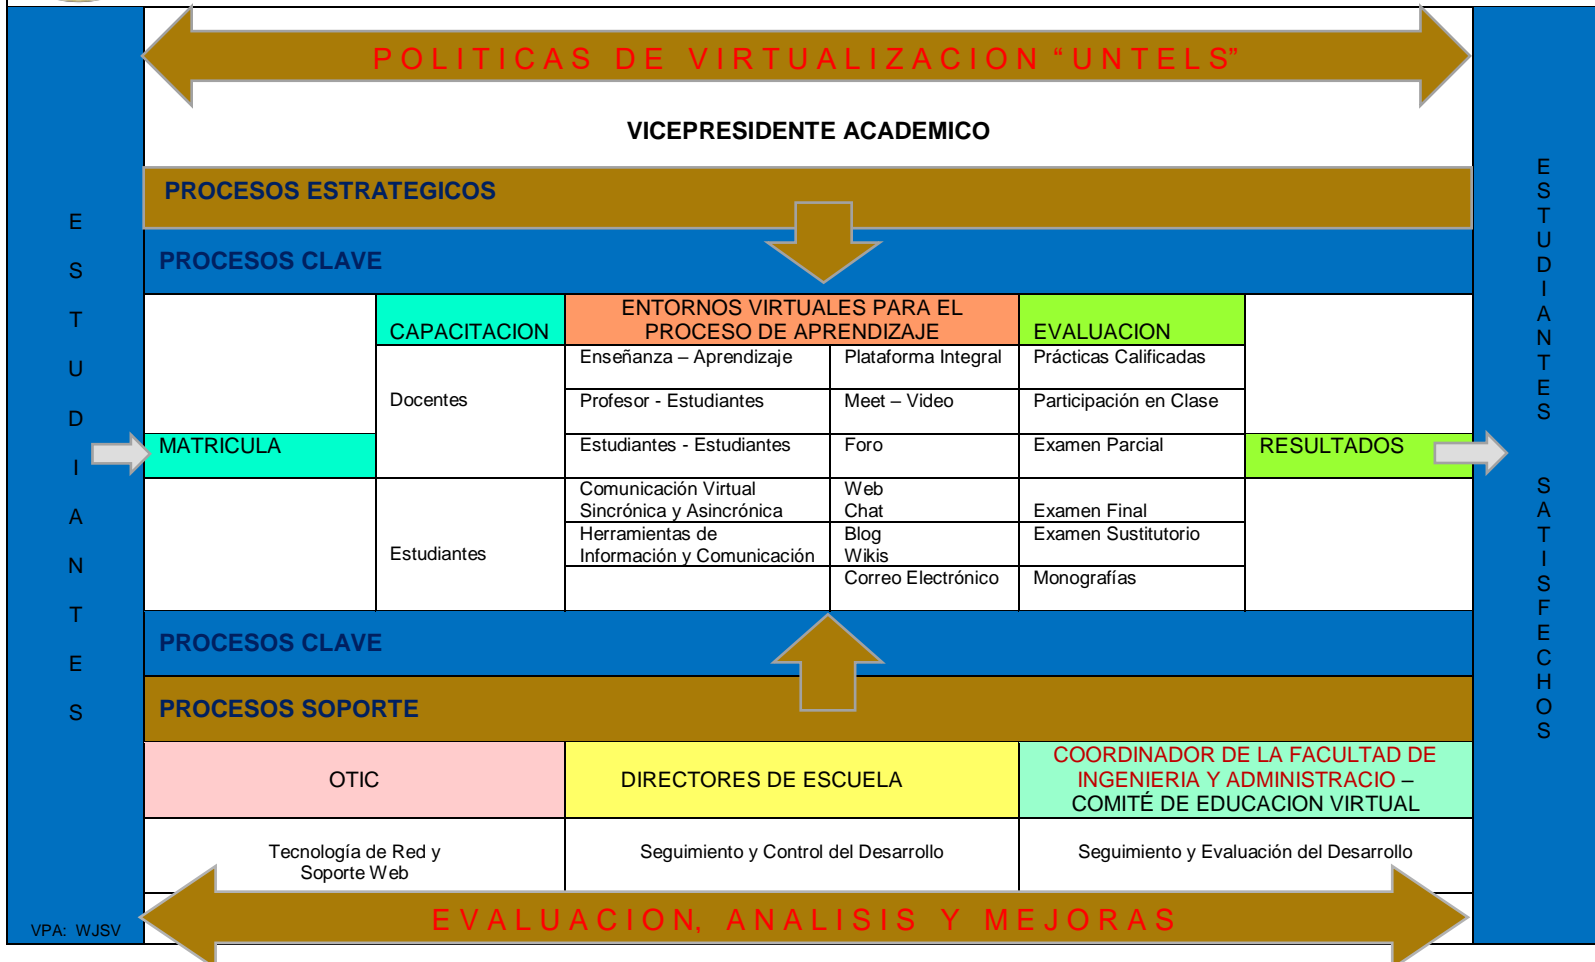 POLITICAS DE VIRTUALIZACION “UNTELS”
VICEPRESIDENTE ACADEMICO
PROCESOS ESTRATEGICOS
PROCESOS CLAVE
ESTUDIANTES
CAPACITACION
ENTORNOS VIRTUALES PARA EL
PROCESO DE APRENDIZAJE
EVALUACION
Enseñanza – Aprendizaje
Plataforma Integral
Prácticas Calificadas
Docentes
Profesor - Estudiantes
Meet – Video
Participación en Clase
MATRICULA
Estudiantes - Estudiantes
Foro
Examen Parcial
RESULTADOS
Comunicación Virtual
Sincrónica y Asincrónica
Web
Chat
Examen Final
Estudiantes
Herramientas de
Información y Comunicación
Blog
Wikis
Examen Sustitutorio
Correo Electrónico
Monografías
ESTUDIANTES SATISFECHOS
PROCESOS CLAVE
PROCESOS SOPORTE
OTIC
DIRECTORES DE ESCUELA
COORDINADOR DE LA FACULTAD DE
INGENIERIA Y ADMINISTRACIO –
COMITÉ DE EDUCACION VIRTUAL
Tecnología de Red y
Soporte Web
Seguimiento y Control del Desarrollo
Seguimiento y Evaluación del Desarrollo
EVALUACION, ANALISIS Y MEJORAS
VPA: WJSV